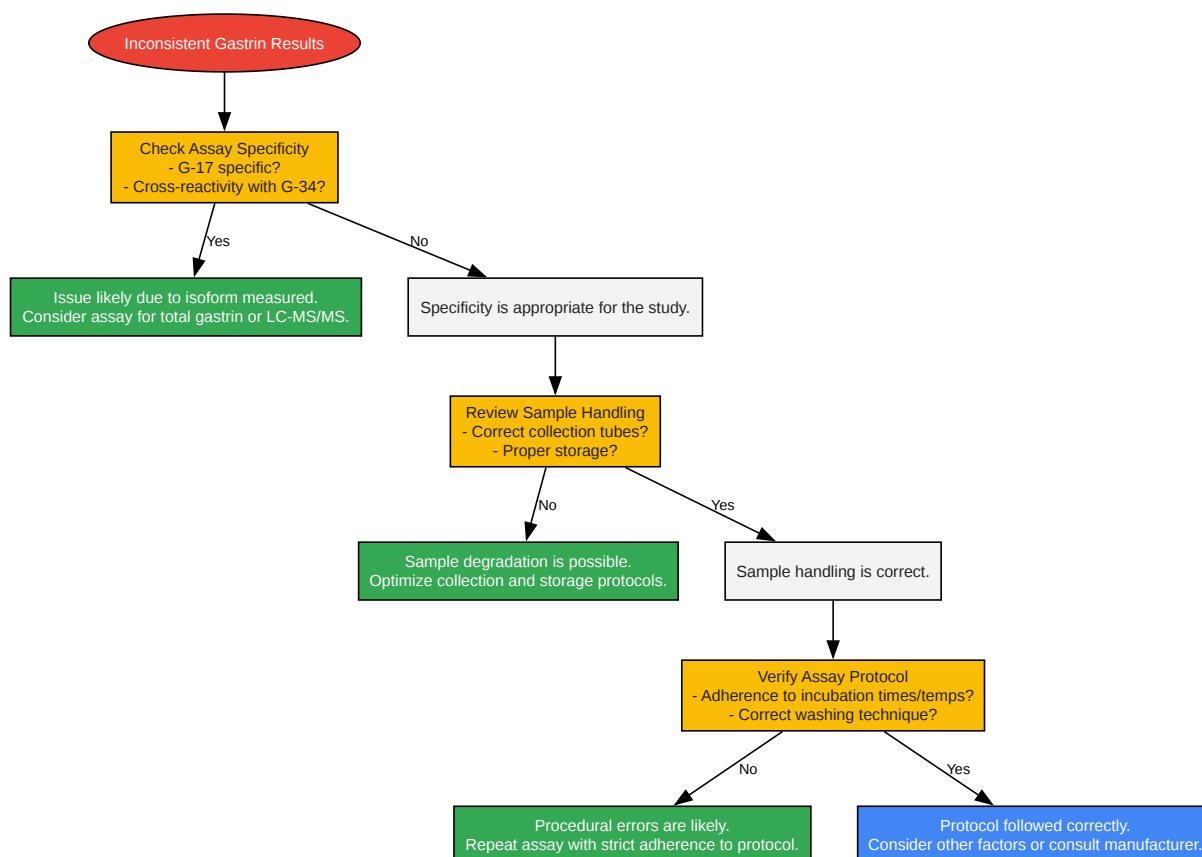 Inconsistent Gastrin Results
Check Assay Specificity
- G-17 specific?
- Cross-reactivity with G-34?
Yes
No
Issue likely due to isoform measured.
Consider assay for total gastrin or LC-MS/MS.
Specificity is appropriate for the study.
Review Sample Handling
- Correct collection tubes?
- Proper storage?
No
Yes
Sample degradation is possible.
Optimize collection and storage protocols.
Sample handling is correct.
Verify Assay Protocol
- Adherence to incubation times/temps?
- Correct washing technique?
No
Yes
Procedural errors are likely.
Repeat assay with strict adherence to protocol.
Protocol followed correctly.
Consider other factors or consult manufacturer.